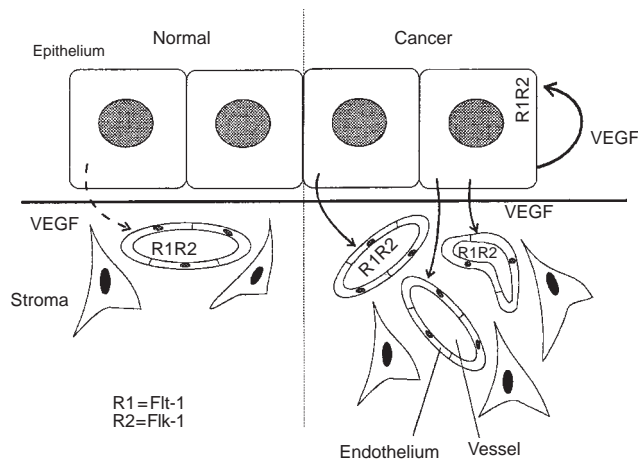 Normal
Cancer
Epithelium
R1R2
VEGF
VEGF
VEGF
R1R2
R1R2
R1R2
Stroma
R1=Flt-1
R2=Flk-1
Endothelium
Vessel